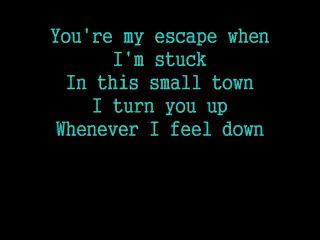 You're my escape when
I'm stuck
In this small town
I turn you up
Whenever I feel down